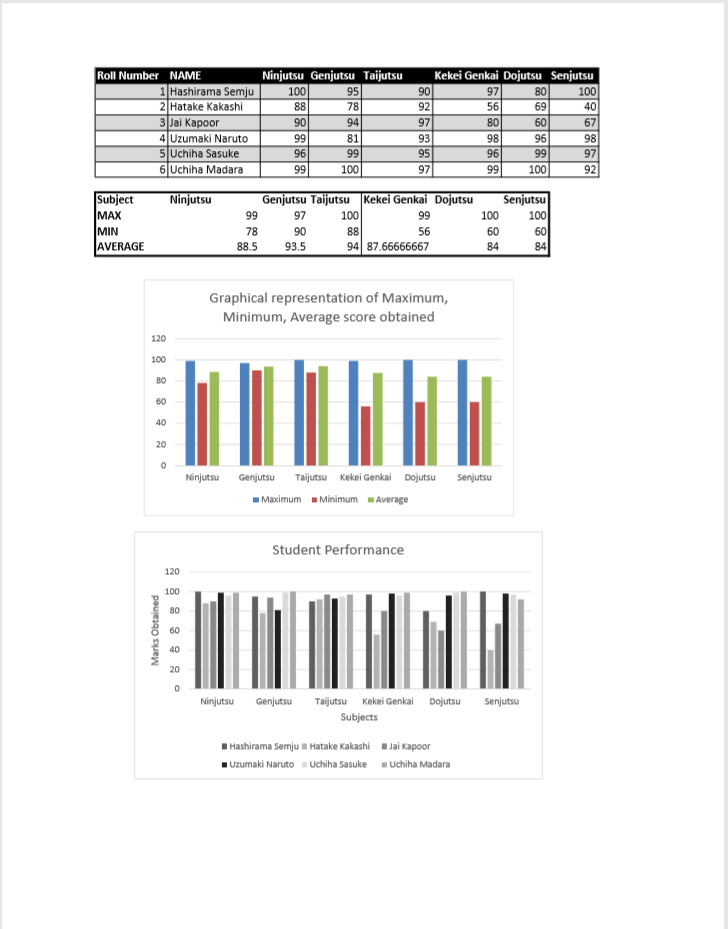 Roll Number NAME Ninjutsu Genjutsu Taijutsu Kekei Genkai Dojutsu Senjutsu
1 Hashirama Semju 100 95 90 97 80 100
2 Hatake Kakashi 88 78 92 56 69 40
3 Jai Kapoor 90 94 97 80 60 67
4 Uzumaki Naruto 99 81 93 98 96 98
5 Uchiha Sasuke 96 99 95 96 99 97
6 Uchiha Madara 99 100 97 99 100 92
Subject Ninjutsu Genjutsu Taijutsu Kekei Genkai Dojutsu Senjutsu
MAX 99 97 100 99 100 100
MIN 78 90 88 56 60 60
AVERAGE 88.5 93.5 94 87.66666667 84 84
Graphical representation of Maximum,
Minimum, Average score obtained
120
100
80
60
40
20
0
Ninjutsu Genjutsu Taijutsu Kekei Genkai Dojutsu Senjutsu
Maximum Minimum Average
Student Performance
Marks Obtained
120
100
80
60
40
20
0
Ninjutsu Genjutsu Taijutsu Kekei Genkai Dojutsu Senjutsu
Subjects
Hashirama Semju Hatake Kakashi Jai Kapoor
Uzumaki Naruto Uchiha Sasuke Uchiha Madara